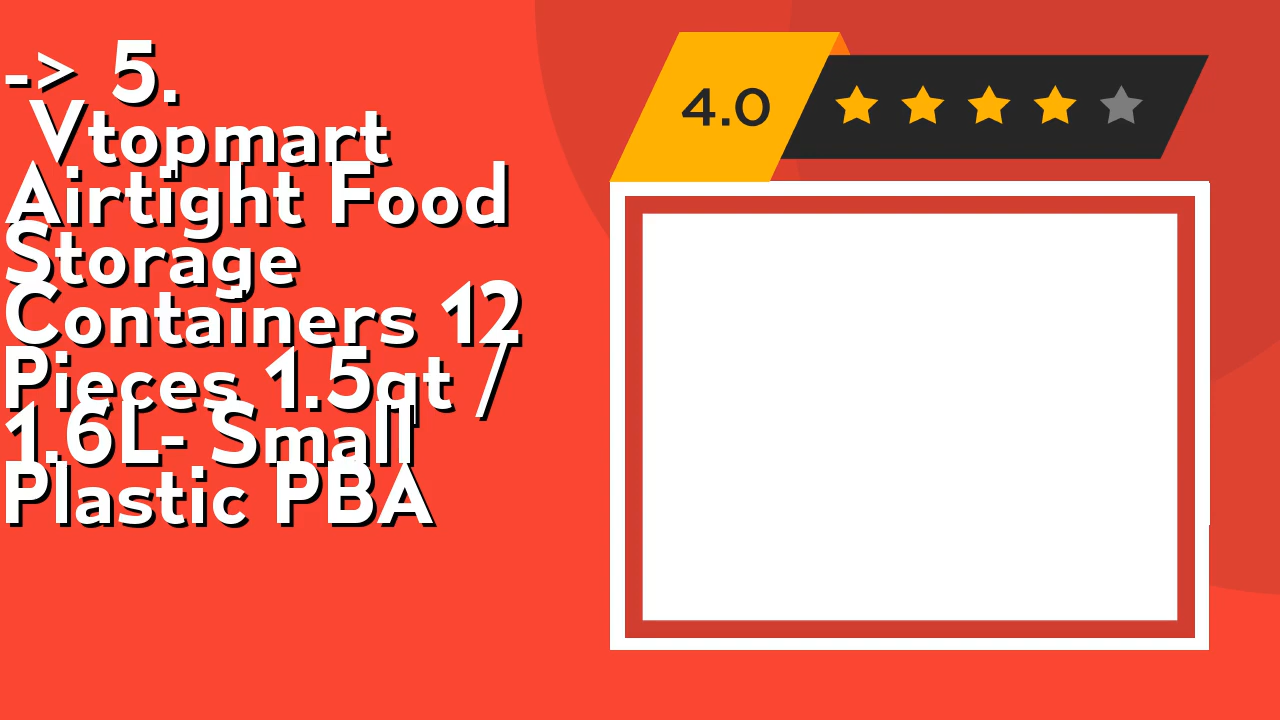 -> 5.
Vtopmart
Airtight Food
Storage
Containers 12
Pieces 1.5qt /
1.6L- Small
Plastic PBA
4.0